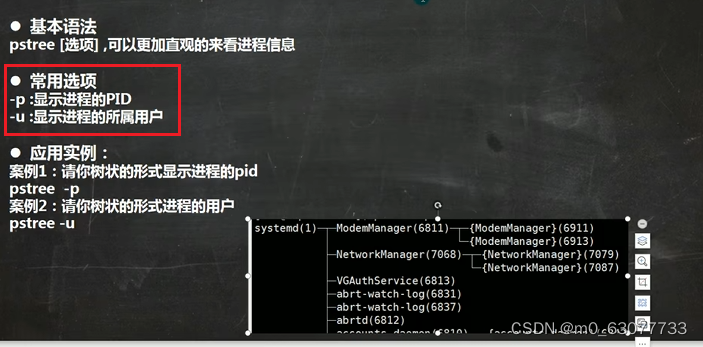 ● 基本语法
pstree [选项] ,可以更加直观的来看进程信息
● 常用选项
-p :显示进程的PID
-u :显示进程的所属用户
● 应用实例：
案例1：请你树状的形式显示进程的pid
pstree -p
案例2：请你树状的形式进程的用户
pstree -u
systemd(1)─┬─ModemManager(6811)─┬─{ModemManager}(6911)
└─{ModemManager}(6913)
├─NetworkManager(7068)─┬─{NetworkManager}(7079)
└─{NetworkManager}(7087)
├─VGAuthService(6813)
├─abrt-watch-log(6831)
├─abrt-watch-log(6837)
├─abrtd(6812)
CSDN @m0_63077733